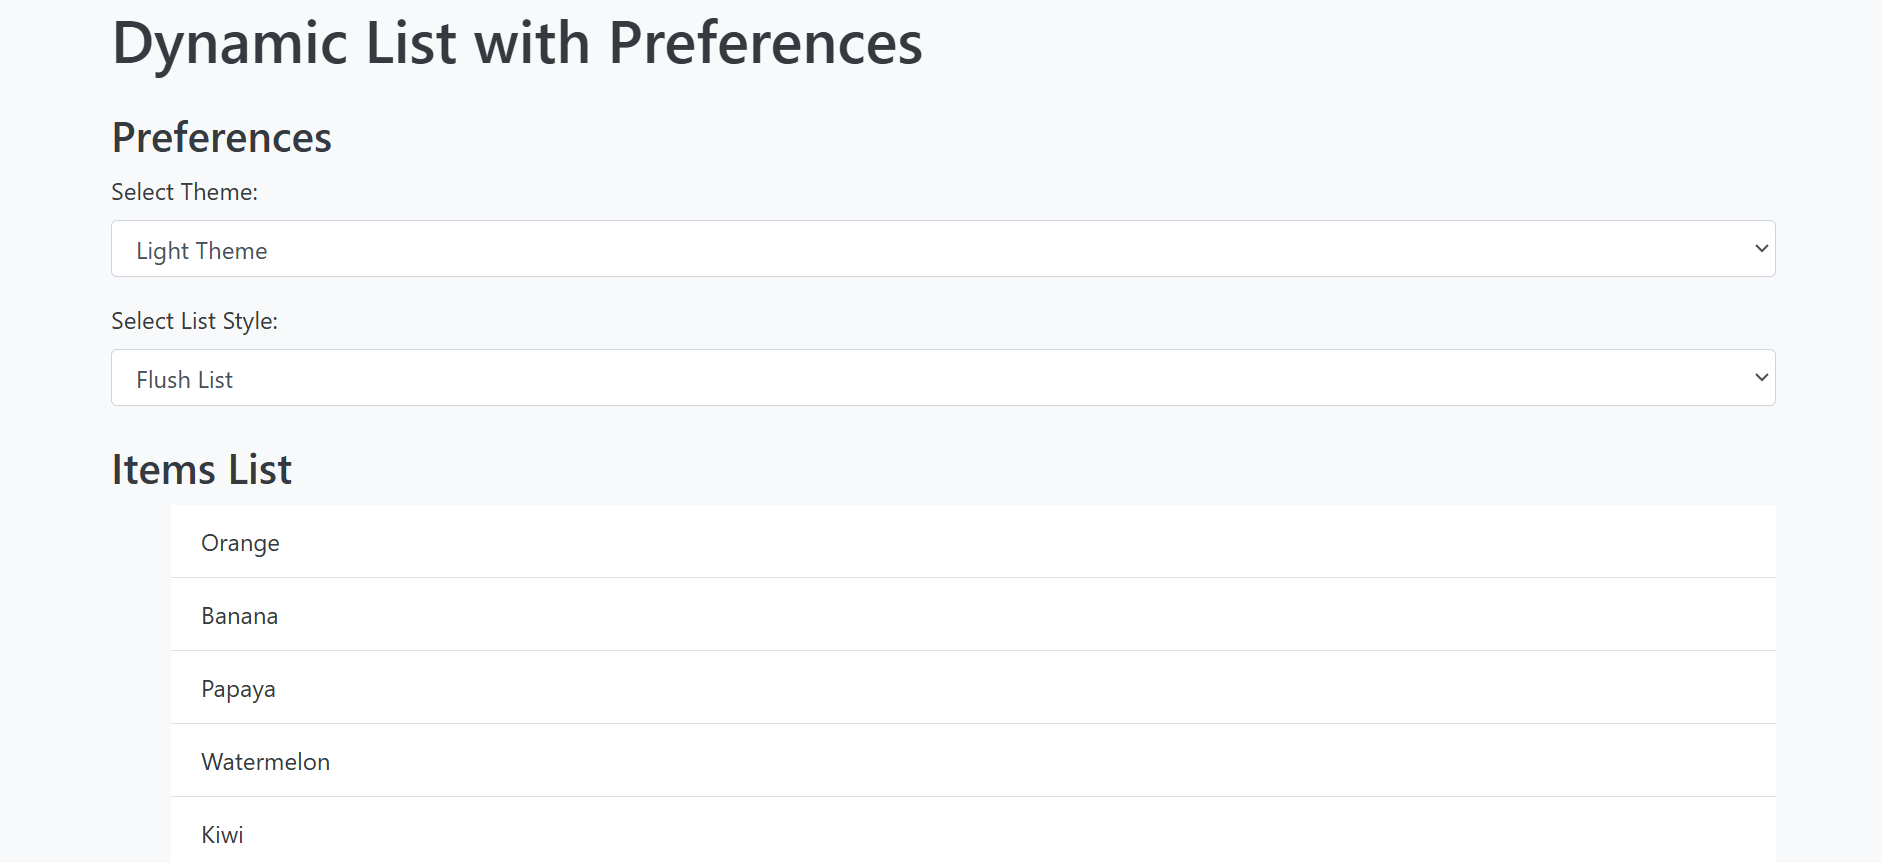 Dynamic List with Preferences
Preferences
Select Theme:
Light Theme
Select List Style:
Flush List
Items List
Orange
Banana
Papaya
Watermelon
Kiwi